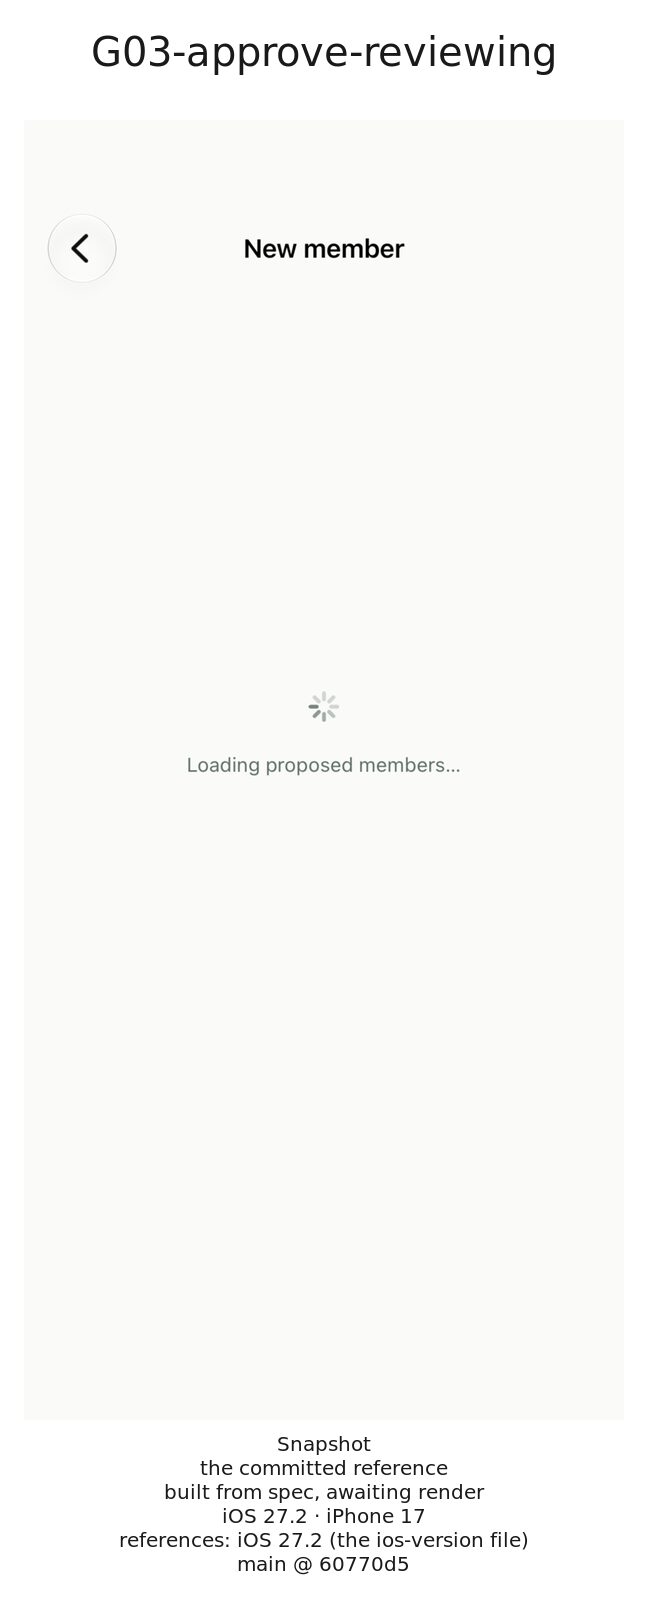 G03-approve-reviewing
New member
Loading proposed members...
Snapshot
the committed reference
built from spec, awaiting render
iOS 27.2 · iPhone 17
references: iOS 27.2 (the ios-version file)
main @ 60770d5